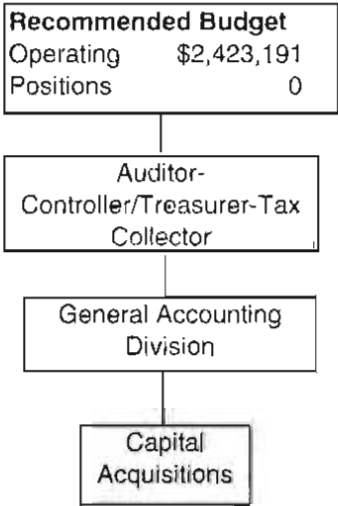 Recommended Budget
Operating $2,423,191
Positions 0
Auditor-
Controller/Treasurer-Tax
Collector
General Accounting
Division
Capital
Acquisitions